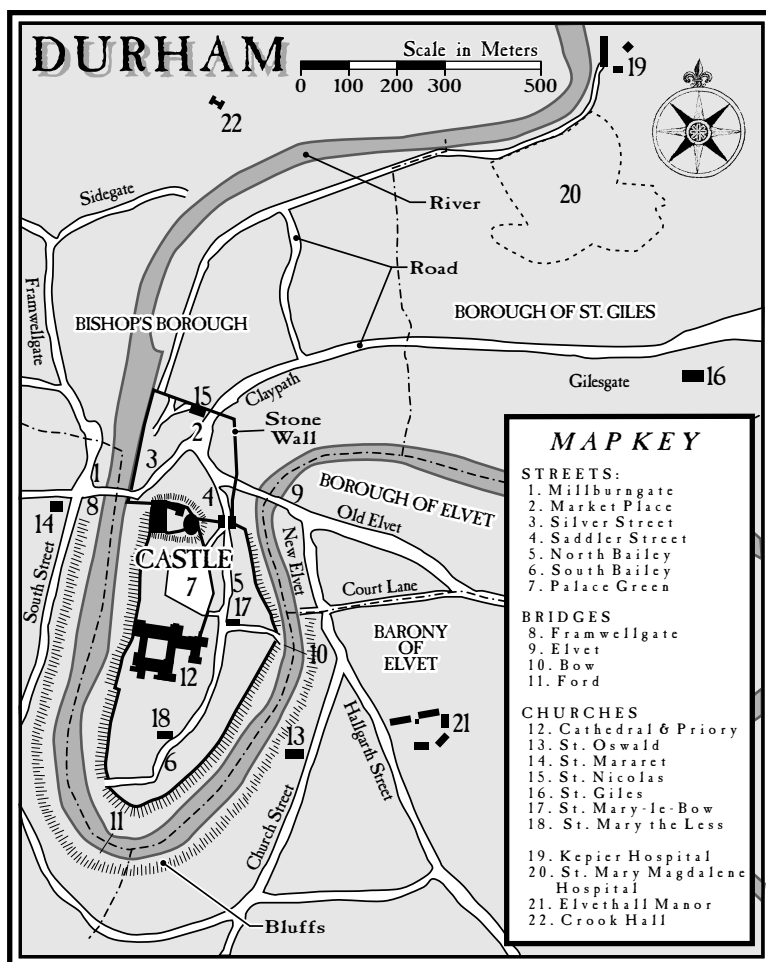 DURHAM
Scale in Meters
0 100 200 300 500
19
22
20
Sidegate
River
Framwellgate
Road
BISHOP'S BOROUGH
BOROUGH OF ST. GILES
15
Claypath
Gilesgate
16
2
Stone
Wall
3
1
8
4
9
BOROUGH OF ELVET
14
Old Elvet
CASTLE
New Elvet
South Street
7
5
Court Lane
17
BARONY
OF
ELVET
10
12
18
6
13
Hallgarth Street
21
11
Church Street
Bluffs
MAP KEY
STREETS:
1. Millburngate
2. Market Place
3. Silver Street
4. Saddler Street
5. North Bailey
6. South Bailey
7. Palace Green
BRIDGES
8. Framwellgate
9. Elvet
10. Bow
11. Ford
CHURCHES
12. Cathedral & Priory
13. St. Oswald
14. St. Mararet
15. St. Nicolas
16. St. Giles
17. St. Mary-le-Bow
18. St. Mary the Less
19. Kepier Hospital
20. St. Mary Magdalene
Hospital
21. Elvethall Manor
22. Crook Hall